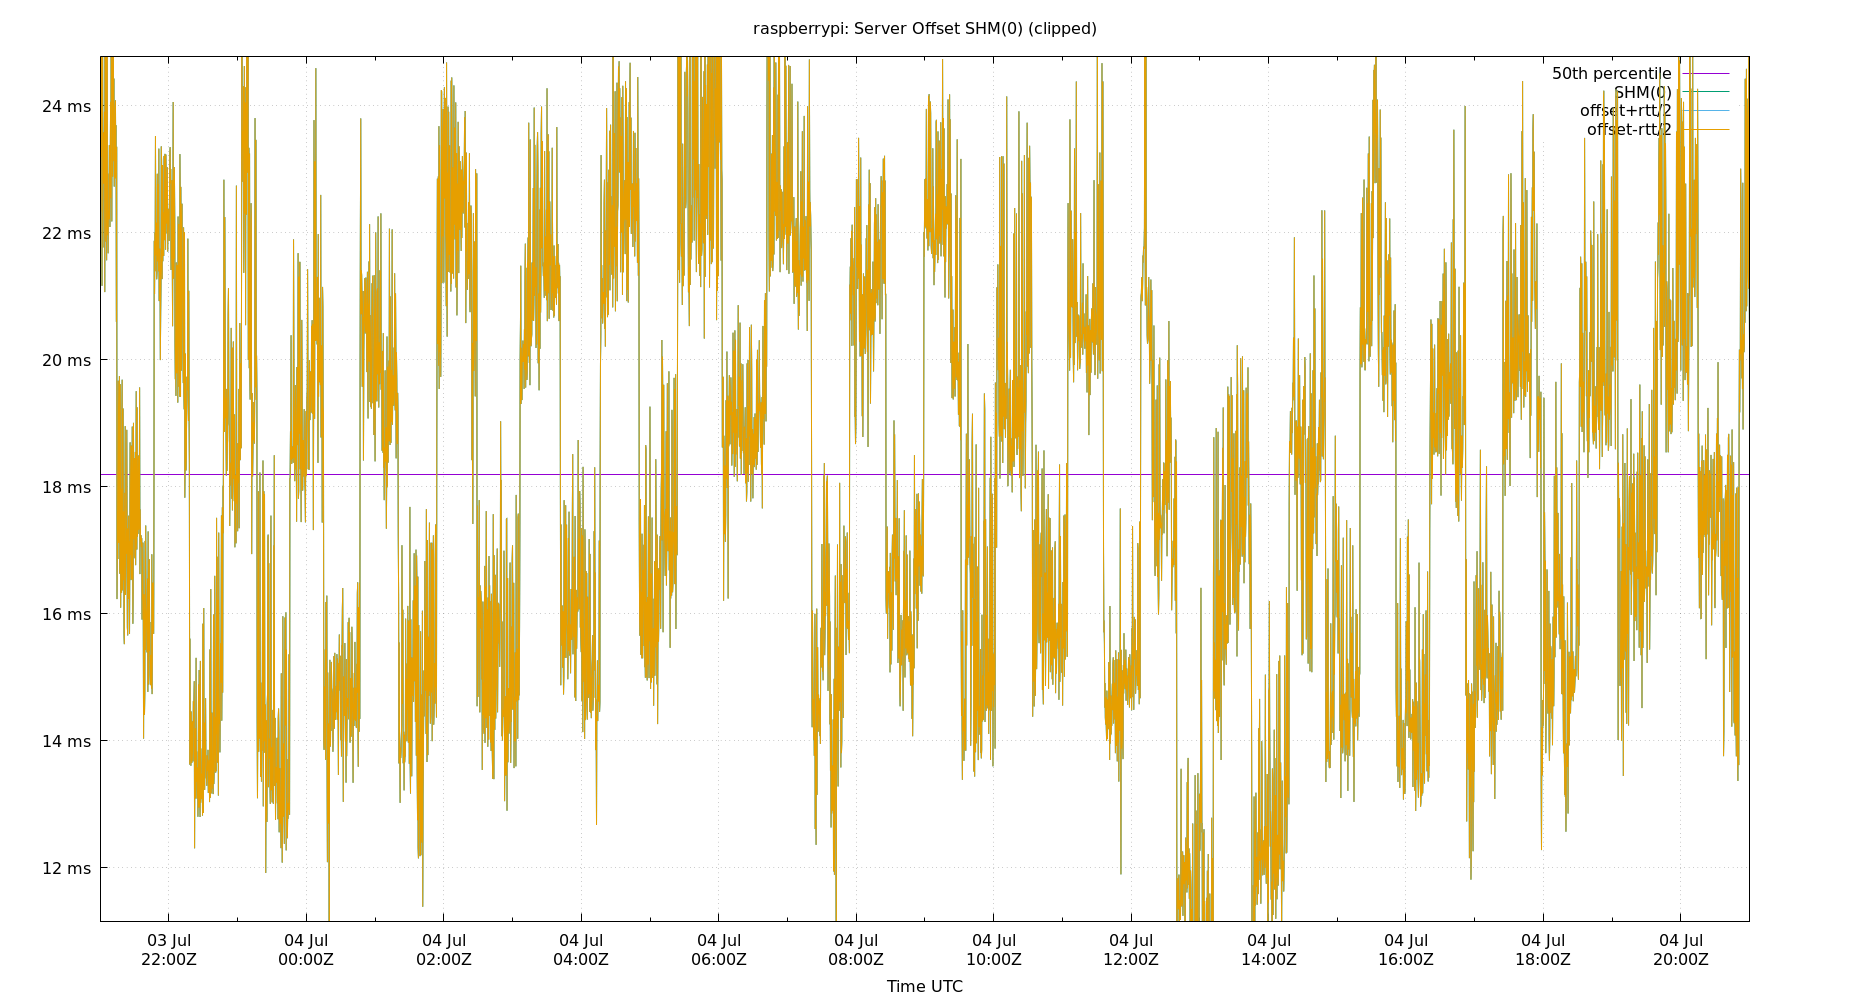 raspberrypi: Server Offset SHM(0) (clipped)
50th percentile
SHM(0)
offset+rtt/2
offset-rtt/2
24 ms
22 ms
20 ms
18 ms
16 ms
14 ms
12 ms
03 Jul 04 Jul 04 Jul 04 Jul 04 Jul 04 Jul 04 Jul 04 Jul 04 Jul 04 Jul 04 Jul 04 Jul
22:00Z 00:00Z 02:00Z 04:00Z 06:00Z 08:00Z 10:00Z 12:00Z 14:00Z 16:00Z 18:00Z 20:00Z
Time UTC